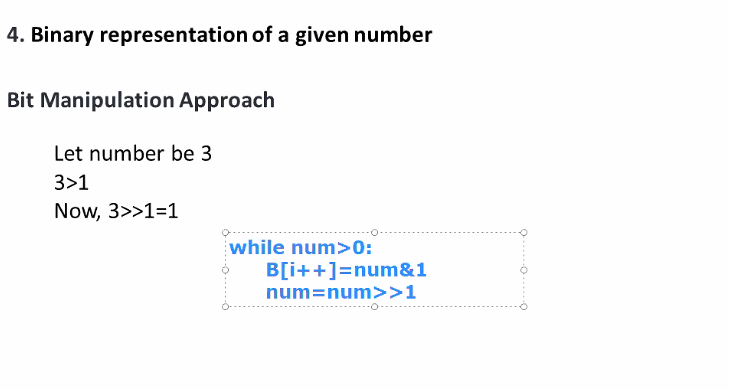 4. Binary representation of a given number
Bit Manipulation Approach
Let number be 3
3>1
Now, 3>>1=1
while num>0:
B[i++]=num&1
num=num>>1